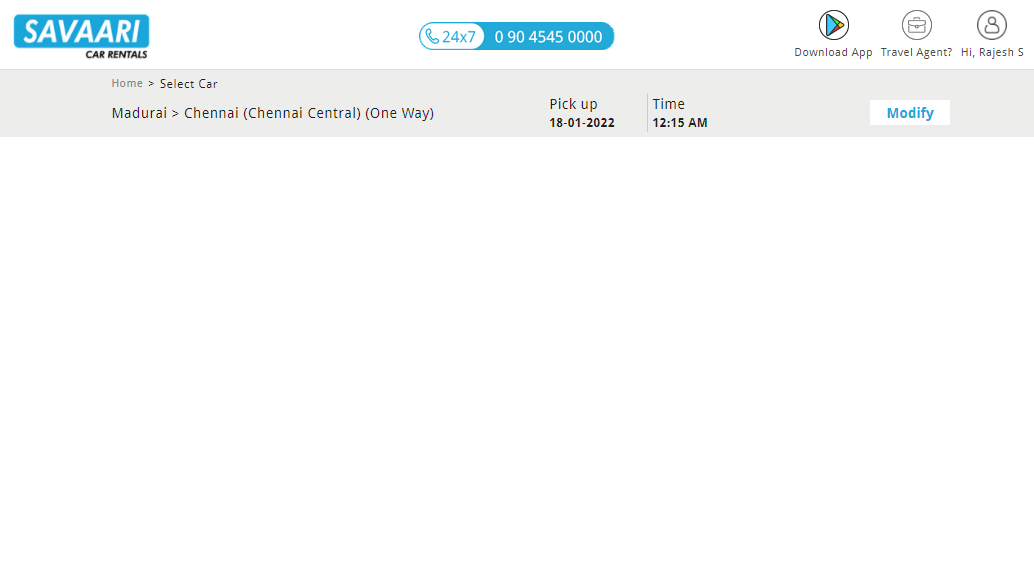 SAVAARI
CAR RENTALS
24x7 0 90 4545 0000
Download App
Travel Agent?
Hi, Rajesh S
Home > Select Car
Madurai > Chennai (Chennai Central) (One Way)
Pick up
18-01-2022
Time
12:15 AM
Modify